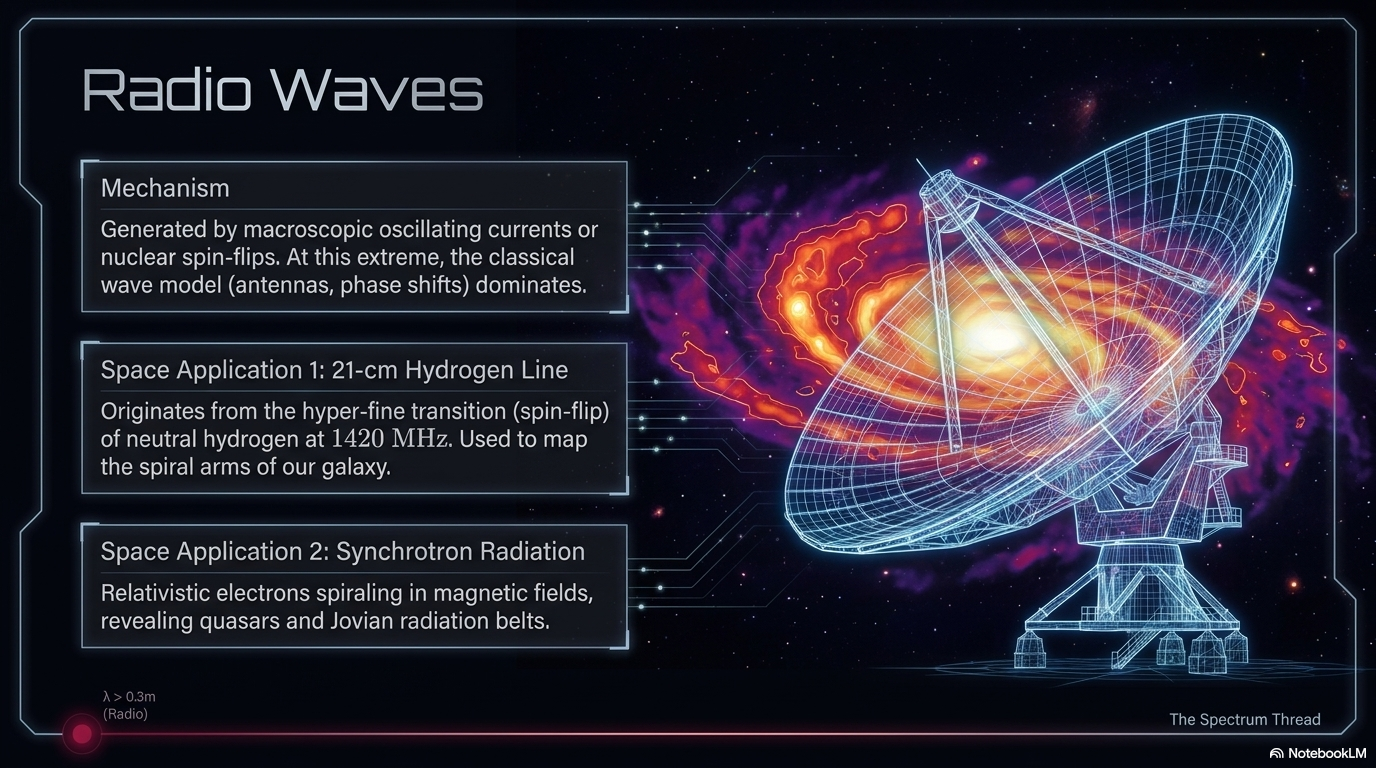 Radio Waves
Mechanism
Generated by macroscopic oscillating currents or
nuclear spin-flips. At this extreme, the classical
wave model (antennas, phase shifts) dominates.
Space Application 1: 21-cm Hydrogen Line
Originates from the hyper-fine transition (spin-flip)
of neutral hydrogen at 1420 MHz. Used to map
the spiral arms of our galaxy.
Space Application 2: Synchrotron Radiation
Relativistic electrons spiraling in magnetic fields,
revealing quasars and Jovian radiation belts.
λ > 0.3m
(Radio)
The Spectrum Thread
NotebookLM